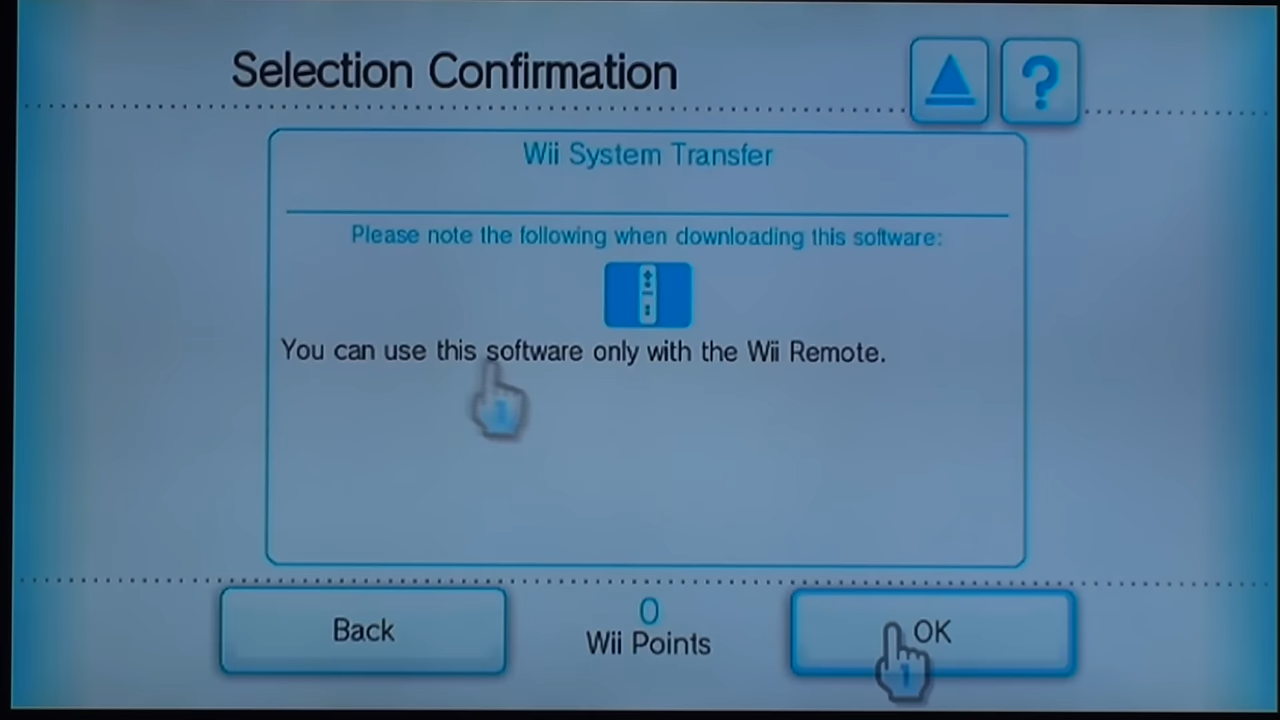 Selection Confirmation
?
Wii System Transfer
Please note the following when downloading this software:
You can use this software only with the Wii Remote.
Back
0
Wii Points
OK
1